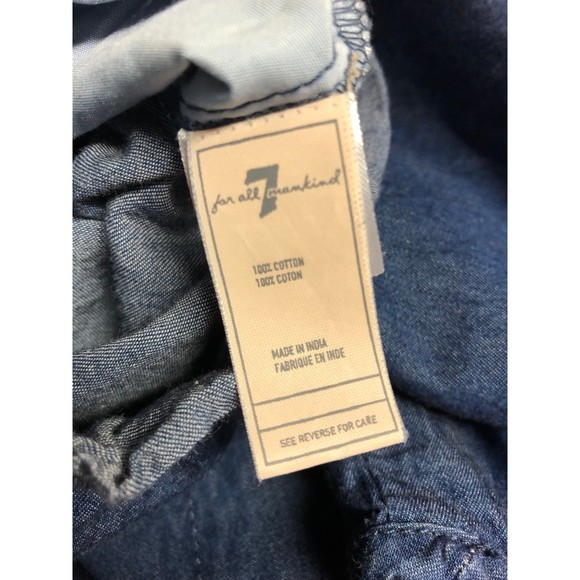 for all 7 mankind
100% COTTON
100% COTON
MADE IN INDIA
FABRIQUE EN INDE
SEE REVERSE FOR CARE